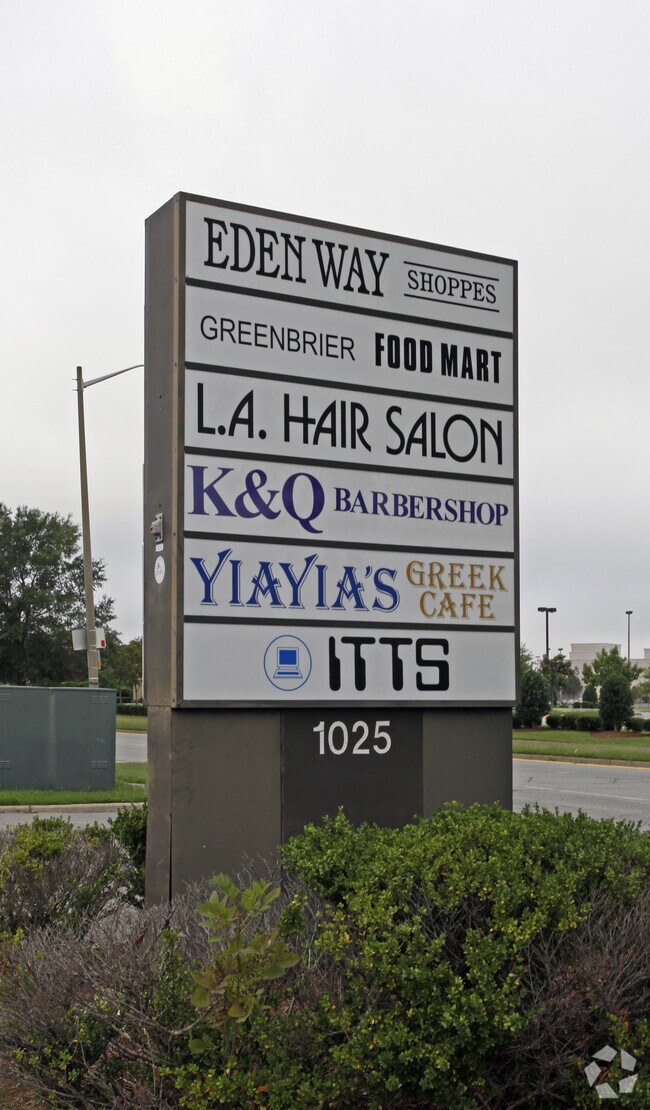 EDEN WAY SHOPPES
GREENBRIER FOOD MART
L.A. HAIR SALON
K&Q BARBERSHOP
YIAYIA'S GREEK CAFE
ITTS
1025